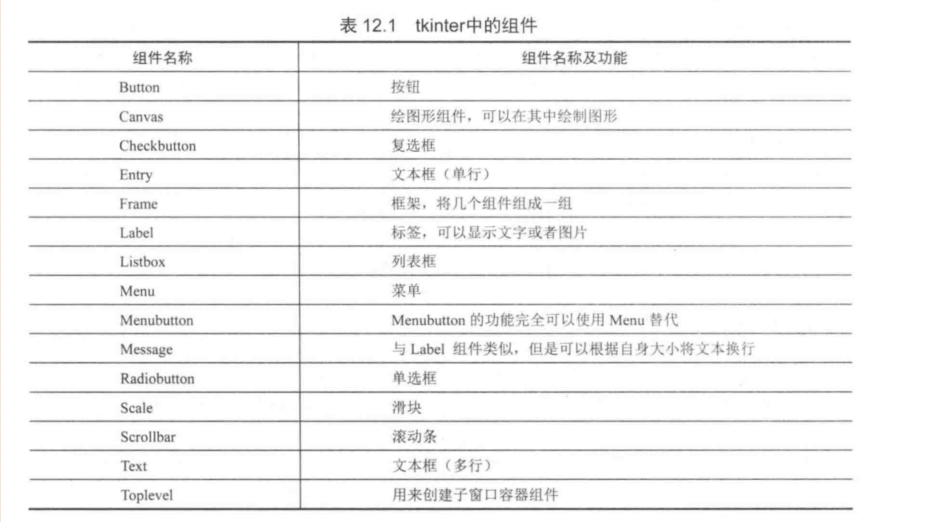 表 12.1 tkinter中的组件
组件名称 组件名称及功能
Button 按钮
Canvas 绘图形组件，可以在其中绘制图形
Checkbutton 复选框
Entry 文本框（单行）
Frame 框架，将几个组件组成一组
Label 标签，可以显示文字或者图片
Listbox 列表框
Menu 菜单
Menubutton Menubutton 的功能完全可以使用 Menu 替代
Message 与 Label 组件类似，但是可以根据自身大小将文本换行
Radiobutton 单选框
Scale 滑块
Scrollbar 滚动条
Text 文本框（多行）
Toplevel 用来创建子窗口容器组件